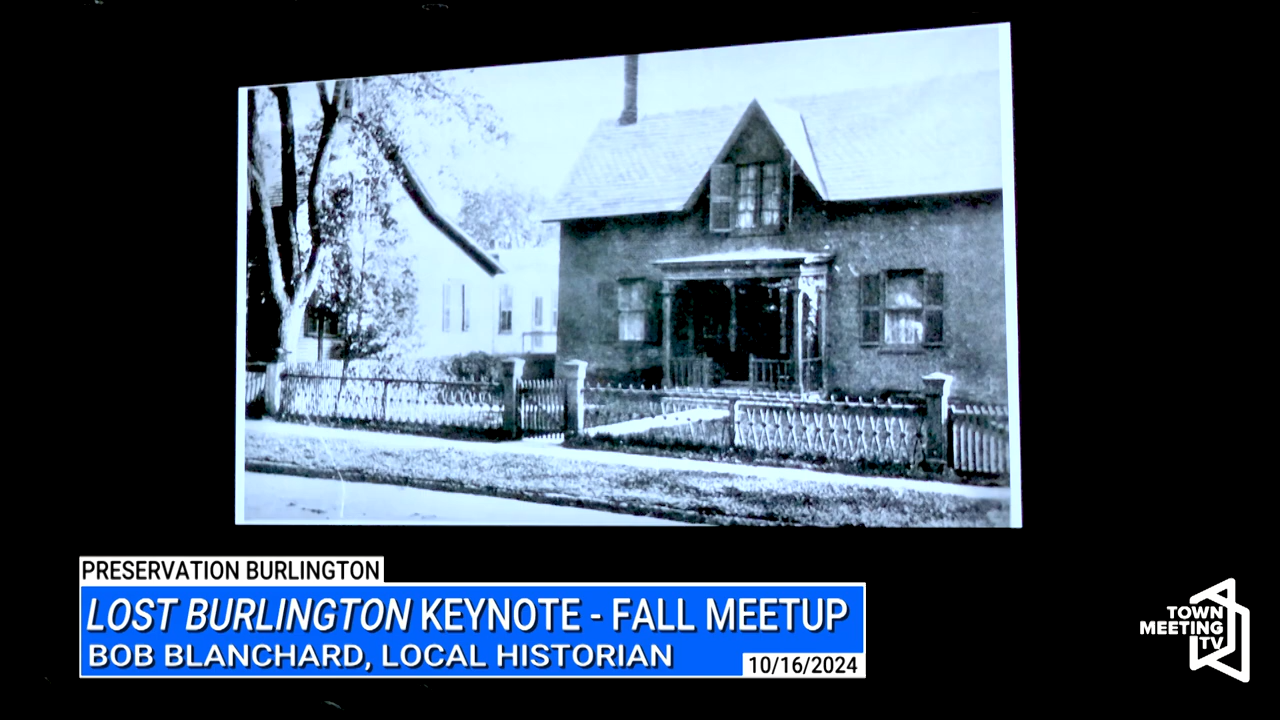 PRESERVATION BURLINGTON
LOST BURLINGTON KEYNOTE - FALL MEETUP
BOB BLANCHARD, LOCAL HISTORIAN
10/16/2024
TOWN
MEETING
TV